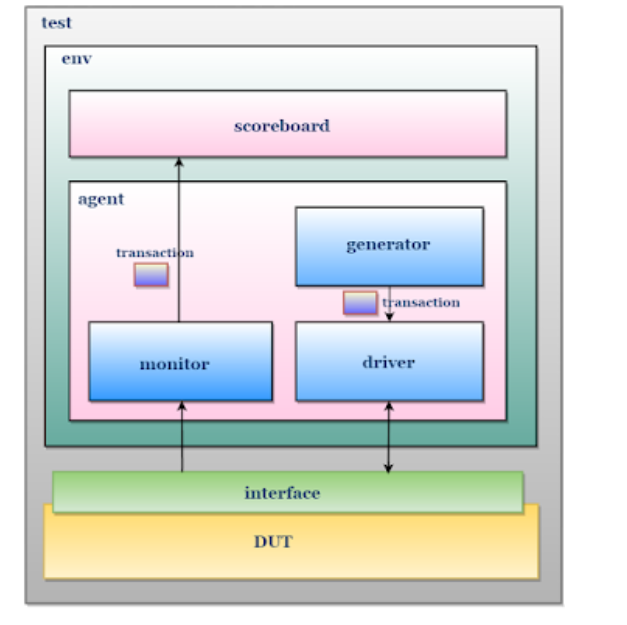 test
env
scoreboard
agent
generator
transaction
transaction
monitor
driver
interface
DUT